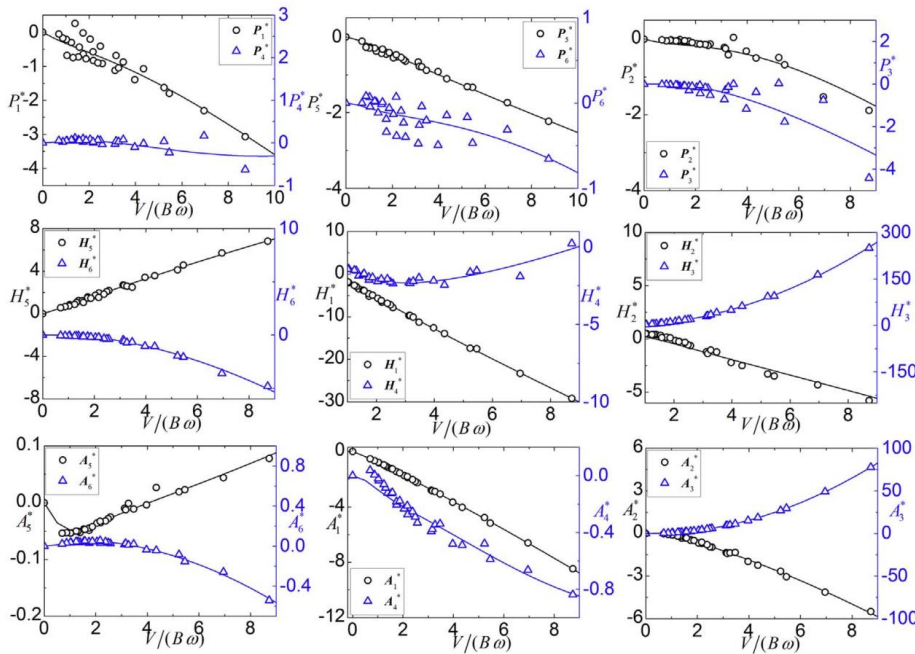 0
-1
-3
-4
P₁*
P₁*
P₄*
3
2
1
0
-1
P₄*
0 2 4 6 8 10
V/(Bω)
0
-2
-4
P₅*
P₅*
P₆*
1
0
-1
P₆*
0 2 4 6 8 10
V/(Bω)
0
-2
-4
P₂*
P₂*
P₃*
2
0
-2
-4
P₃*
0 2 4 6 8
V/(Bω)
8
4
0
-4
-8
H₅*
H₅*
H₆*
10
0
H₆*
0 2 4 6 8
V/(Bω)
10
0
-10
-20
-30
H₁*
H₁*
H₄*
0
-5
-10
H₄*
2 4 6 8
V/(Bω)
10
5
0
-5
H₂*
H₂*
H₃*
300
150
0
-150
H₃*
2 4 6 8
V/(Bω)
0.1
0.0
-0.1
-0.2
A₅*
A₅*
A₆*
0.8
0.4
0.0
-0.4
A₆*
0 2 4 6 8
V/(Bω)
0
-4
-8
-12
A₁*
A₁*
A₄*
0.0
-0.4
-0.8
A₄*
0 2 4 6 8
V/(Bω)
6
3
0
-3
-6
A₂*
A₂*
A₃*
100
50
0
-50
-100
A₃*
0 2 4 6 8
V/(Bω)